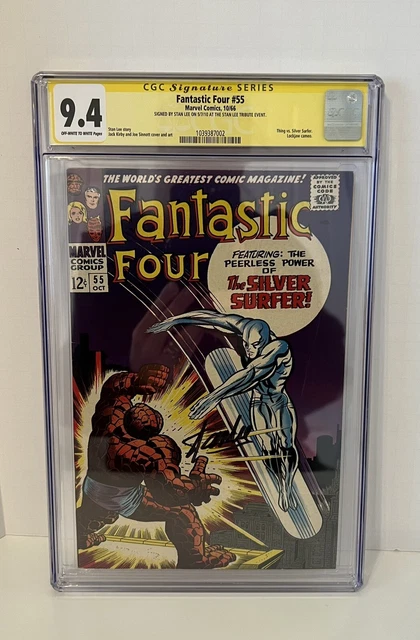 CGC Signature SERIES
9.4
OFF-WHITE TO WHITE Pages
Fantastic Four #55
Marvel Comics, 10/66
SIGNED BY STAN LEE ON 5/7/10 AT THE STAN LEE TRIBUTE EVENT.
Stan Lee story
Jack Kirby and Joe Sinnott cover and art
1039387002
Thing vs. Silver Surfer.
Lockjaw cameo.
THE WORLD'S GREATEST COMIC MAGAZINE!
APPROVED
BY THE
COMICS
CODE
AUTHORITY
Fantastic
Four
MARVEL
COMICS
GROUP
12¢
55
OCT
FEATURING: THE
PEERLESS POWER
OF
The SILVER
SURFER!
Stan Lee